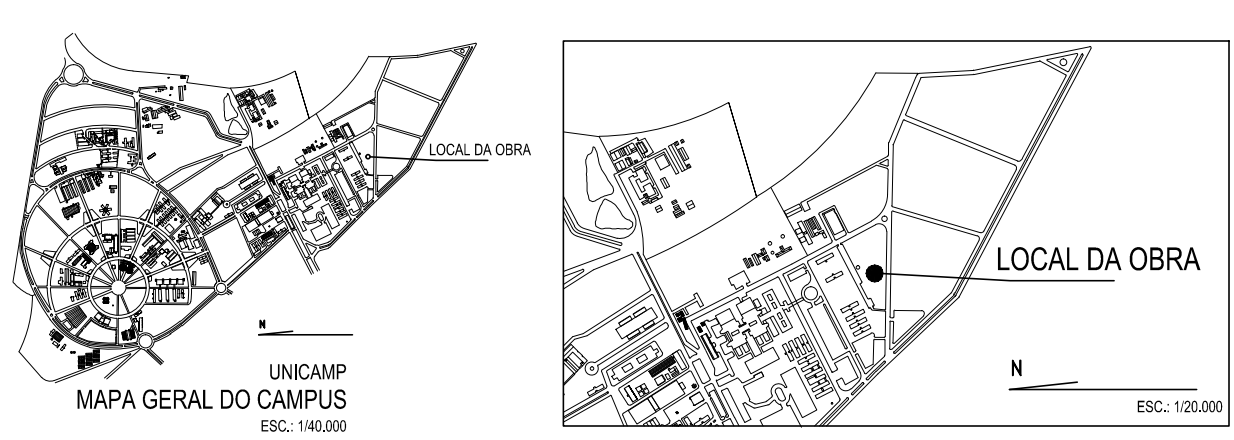 LOCAL DA OBRA
N
UNICAMP
MAPA GERAL DO CAMPUS
ESC.: 1/40.000
LOCAL DA OBRA
N
ESC.: 1/20.000